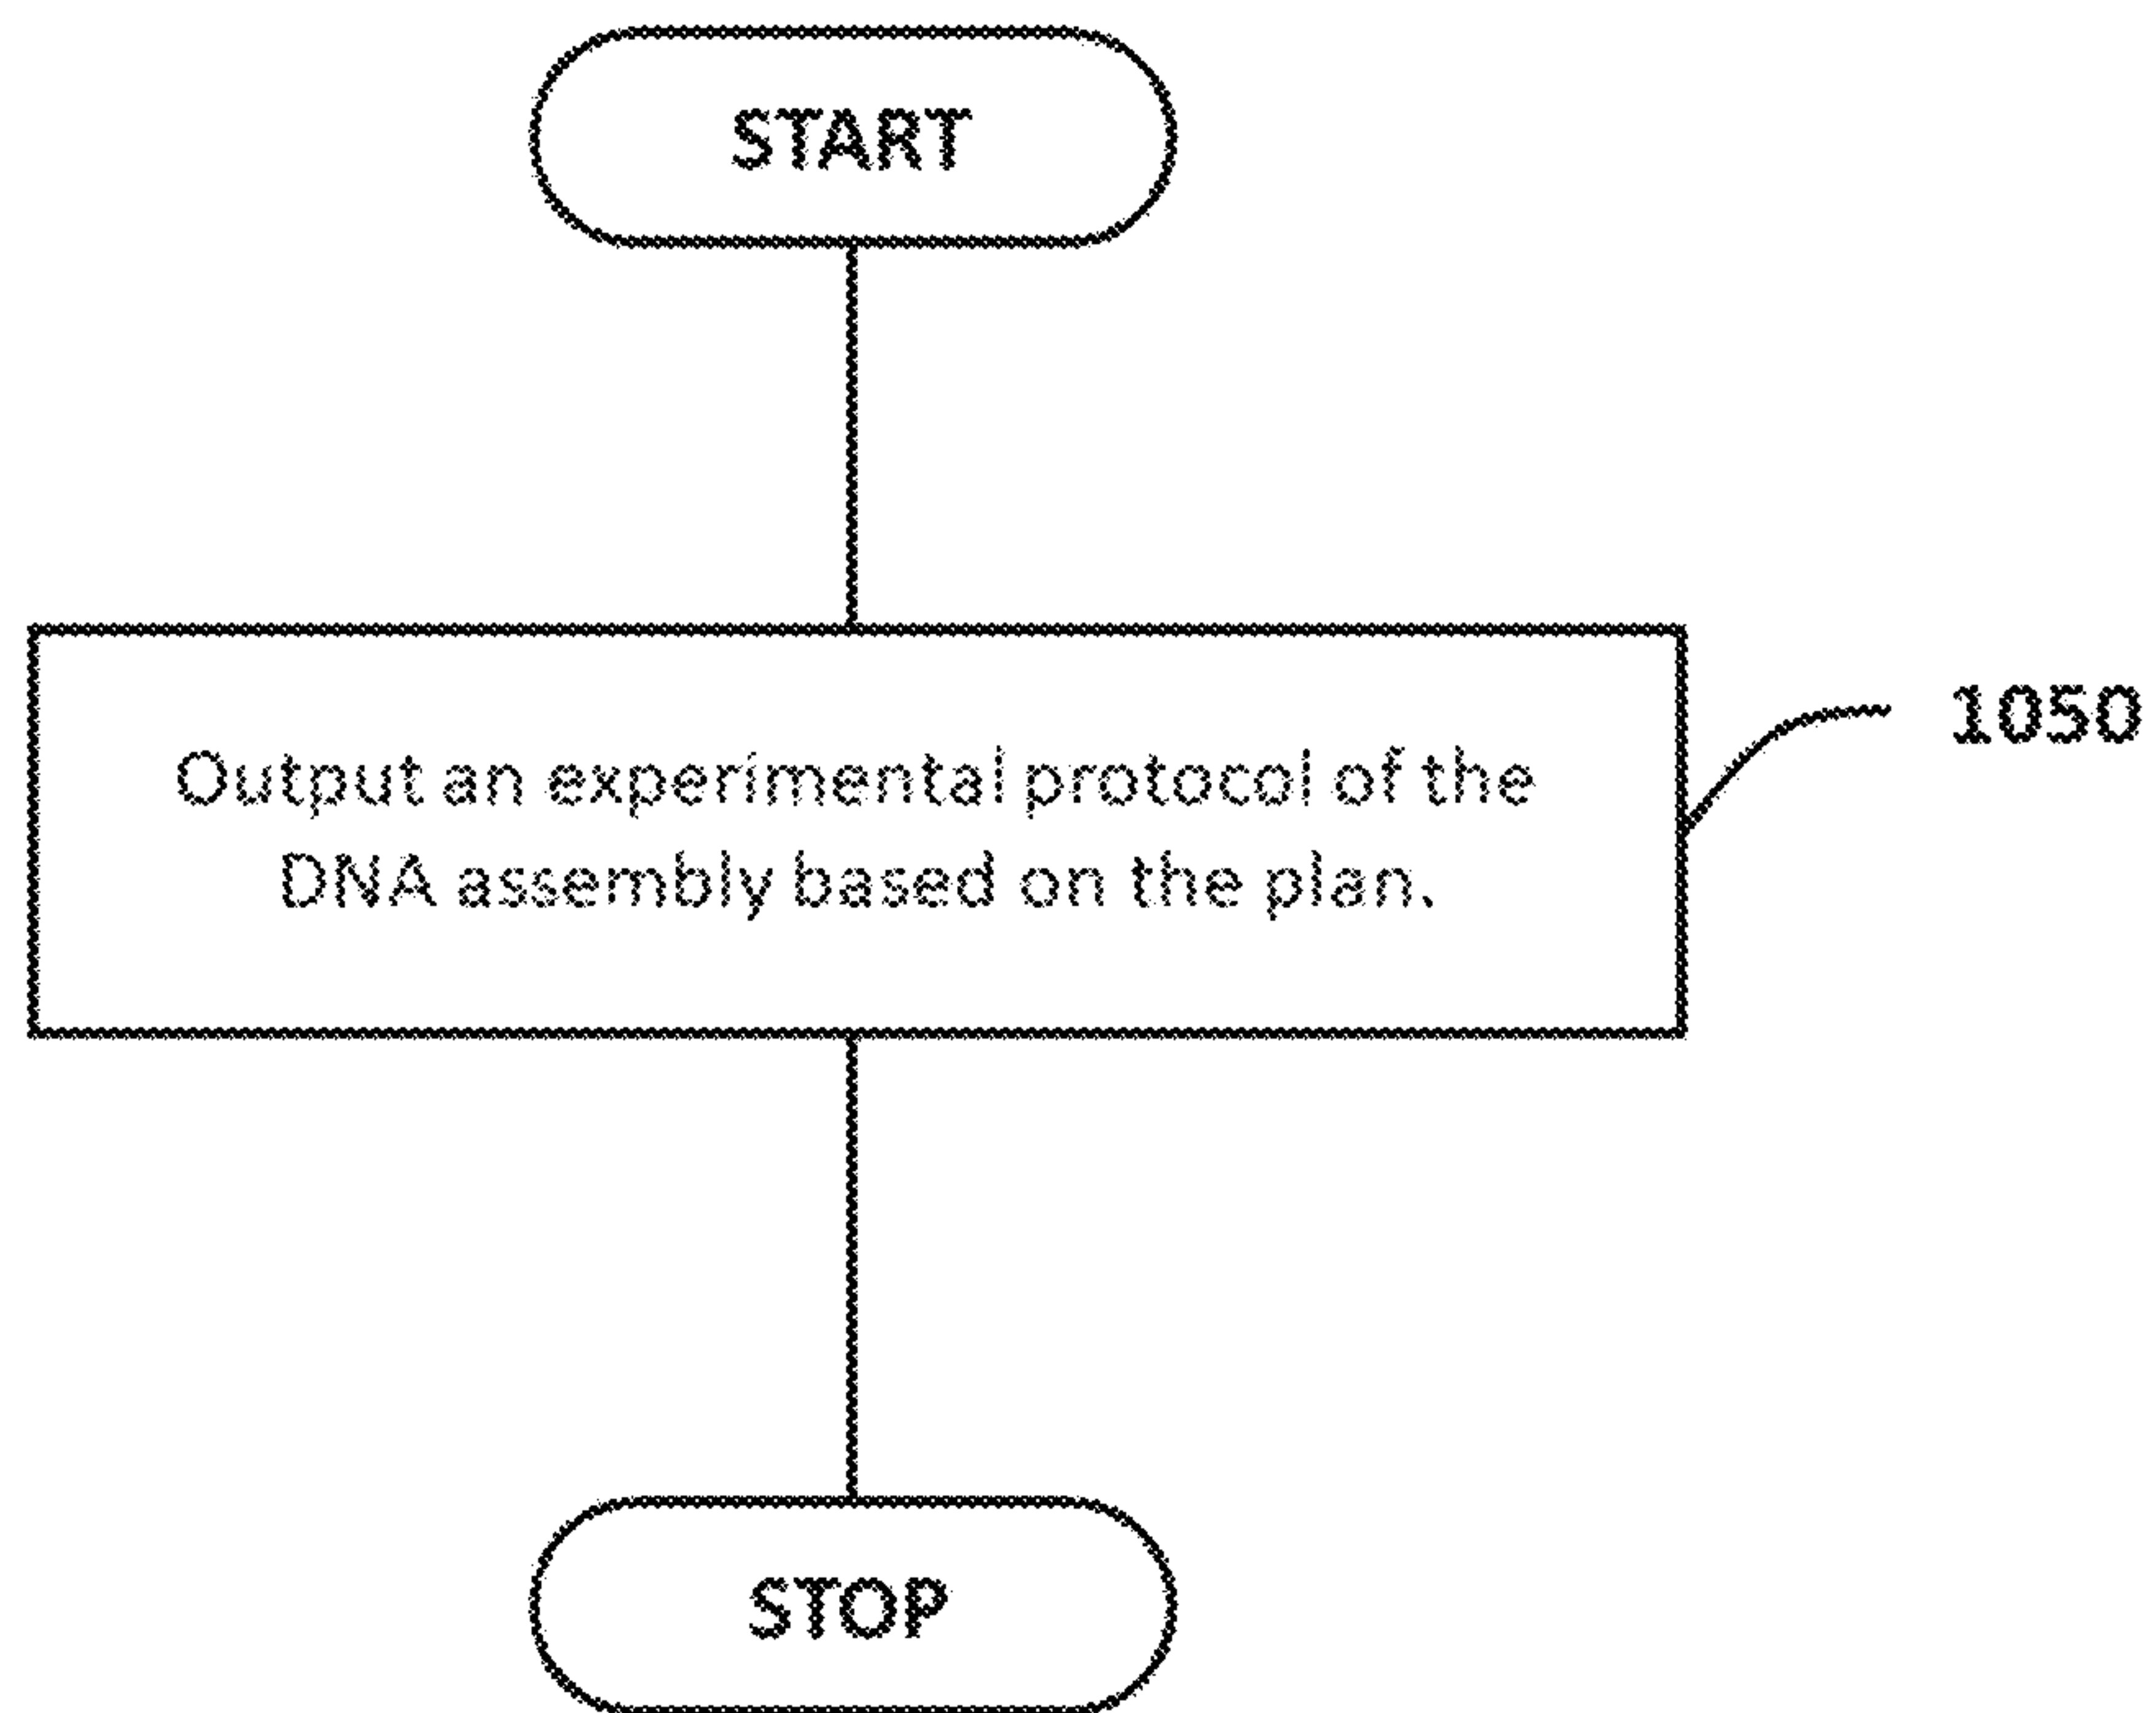 START
1050
Output an experimental protocol of the
DNA assembly based on the plan.
STOP